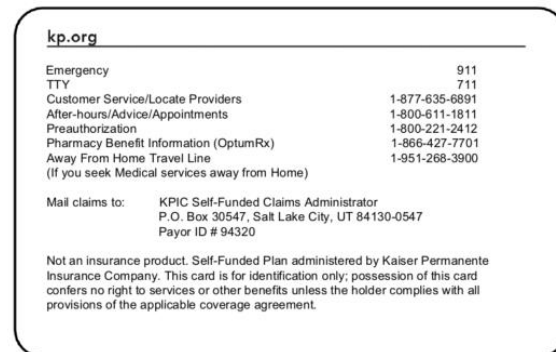 kp.org
Emergency 911
TTY 711
Customer Service/Locate Providers 1-877-635-6891
After-hours/Advice/Appointments 1-800-611-1811
Preauthorization 1-800-221-2412
Pharmacy Benefit Information (OptumRx) 1-866-427-7701
Away From Home Travel Line 1-951-268-3900
(If you seek Medical services away from Home)
Mail claims to: KPIC Self-Funded Claims Administrator
P.O. Box 30547, Salt Lake City, UT 84130-0547
Payor ID # 94320
Not an insurance product. Self-Funded Plan administered by Kaiser Permanente
Insurance Company. This card is for identification only; possession of this card
confers no right to services or other benefits unless the holder complies with all
provisions of the applicable coverage agreement.